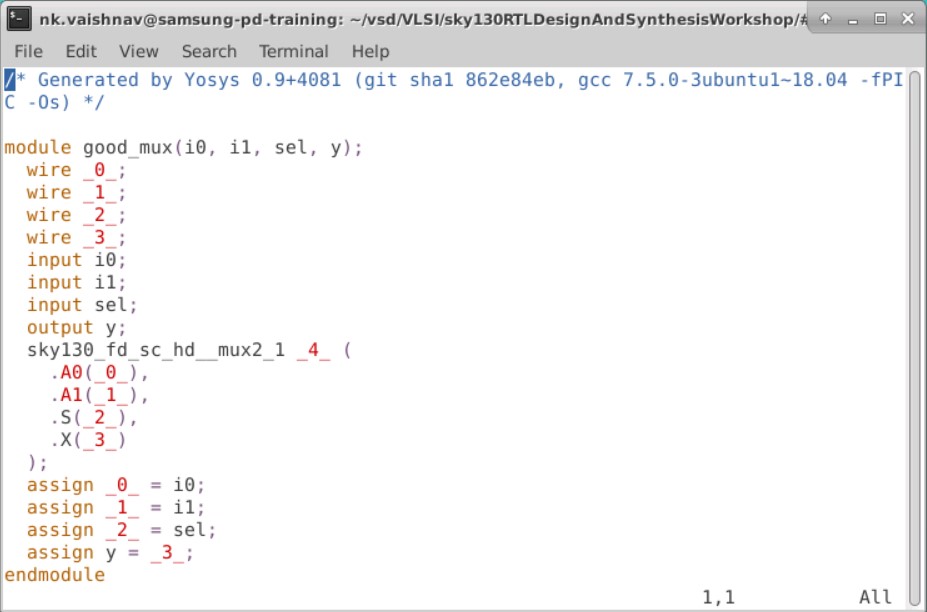 nk.vaishnav@samsung-pd-training: ~/vsd/VLSI/sky130RTLDesignAndSynthesisWorkshop/#
File Edit View Search Terminal Help
/* Generated by Yosys 0.9+4081 (git sha1 862e84eb, gcc 7.5.0-3ubuntu1~18.04 -fPI
C -Os) */
module good_mux(i0, i1, sel, y);
  wire _0_;
  wire _1_;
  wire _2_;
  wire _3_;
  input i0;
  input i1;
  input sel;
  output y;
  sky130_fd_sc_hd__mux2_1 _4_ (
    .A0(_0_),
    .A1(_1_),
    .S(_2_),
    .X(_3_)
  );
  assign _0_ = i0;
  assign _1_ = i1;
  assign _2_ = sel;
  assign y = _3_;
endmodule
1,1 All